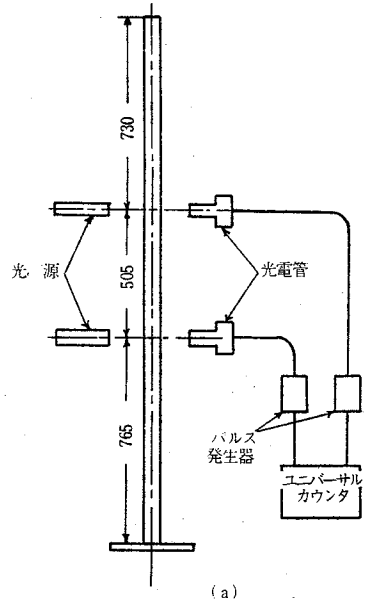 730
光源
505
光電管
765
パルス
発生器
ユニバーサル
カウンタ
(a)